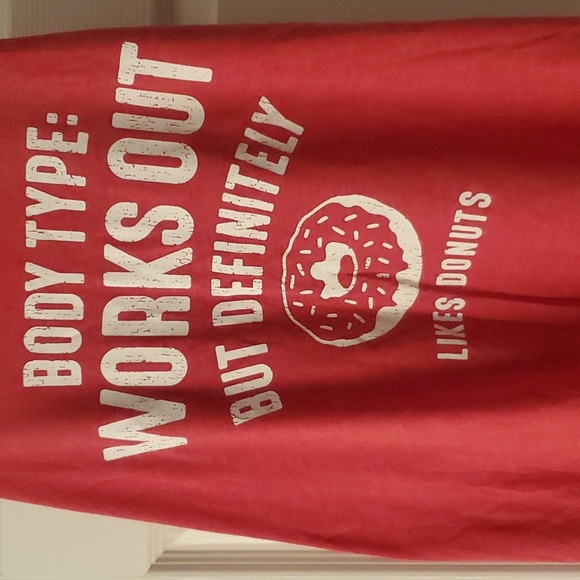 BODY TYPE:
WORKS OUT
BUT DEFINITELY
LIKES DONUTS